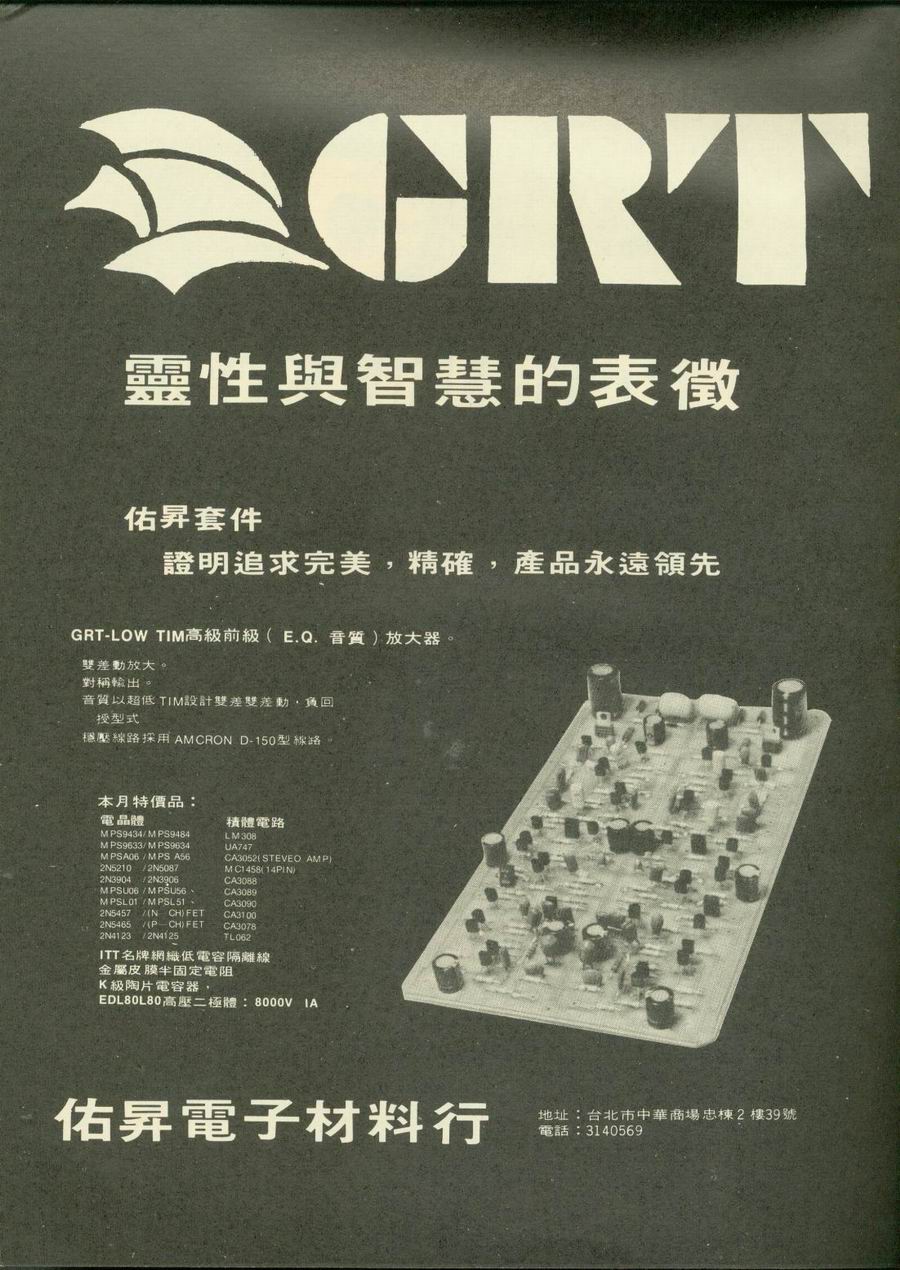 GRT
靈性與智慧的表徵
佑昇套件
證明追求完美，精確，產品永遠領先
GRT-LOW TIM高級前級（ E.Q. 音質）放大器。
雙差動放大。
對稱輸出。
音質以超低 TIM設計雙差雙差動，負回
授型式
穩壓線路採用 AMCRON D-150型線路。
本月特價品：
電晶體 積體電路
MPS9434/MPS9484 LM308
MPS9633/MPS9634 UA747
MPSA06/MPS A56 CA3052(STEVEO AMP)
2N5210 /2N5087 MC1458(14PIN)
2N3904 /2N3906 CA3088
MPSU06/MPSU56、 CA3089
MPSL01/MPSL51、 CA3090
2N5457 /(N—CH)FET CA3100
2N5465 /(P—CH)FET CA3078
2N4123 /2N4125 TL062
ITT名牌網織低電容隔離線
金屬皮膜半固定電阻
K級陶片電容器，
EDL80L80高壓二極體：8000V IA
佑昇電子材料行
地址：台北市中華商場忠棟2樓39號
電話：3140569